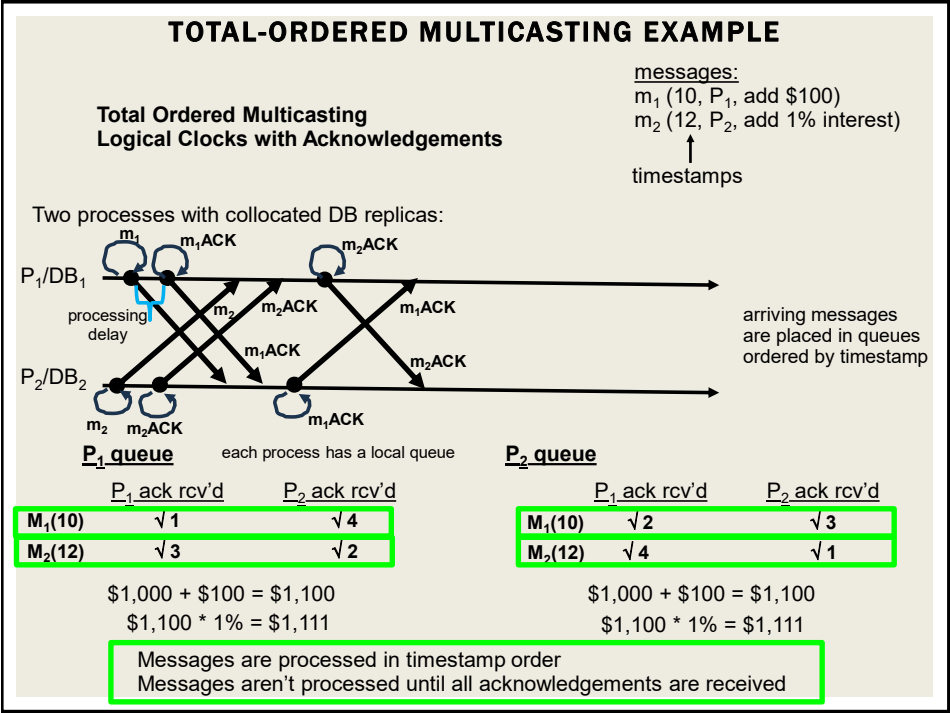 TOTAL-ORDERED MULTICASTING EXAMPLE
messages:
m₁ (10, P₁, add $100)
m₂ (12, P₂, add 1% interest)
timestamps
Total Ordered Multicasting
Logical Clocks with Acknowledgements
Two processes with collocated DB replicas:
m₁
m₁ACK
m₂ACK
P₁/DB₁
processing
delay
m₂
m₂ACK
m₁ACK
m₁ACK
m₂ACK
arriving messages
are placed in queues
ordered by timestamp
P₂/DB₂
m₂
m₂ACK
m₁ACK
P₁ queue
each process has a local queue
P₂ queue
P₁ ack rcv’d P₂ ack rcv’d
M₁(10) √ 1 √ 4
M₂(12) √ 3 √ 2
$1,000 + $100 = $1,100
$1,100 * 1% = $1,111
P₁ ack rcv’d P₂ ack rcv’d
M₁(10) √ 2 √ 3
M₂(12) √ 4 √ 1
$1,000 + $100 = $1,100
$1,100 * 1% = $1,111
Messages are processed in timestamp order
Messages aren’t processed until all acknowledgements are received